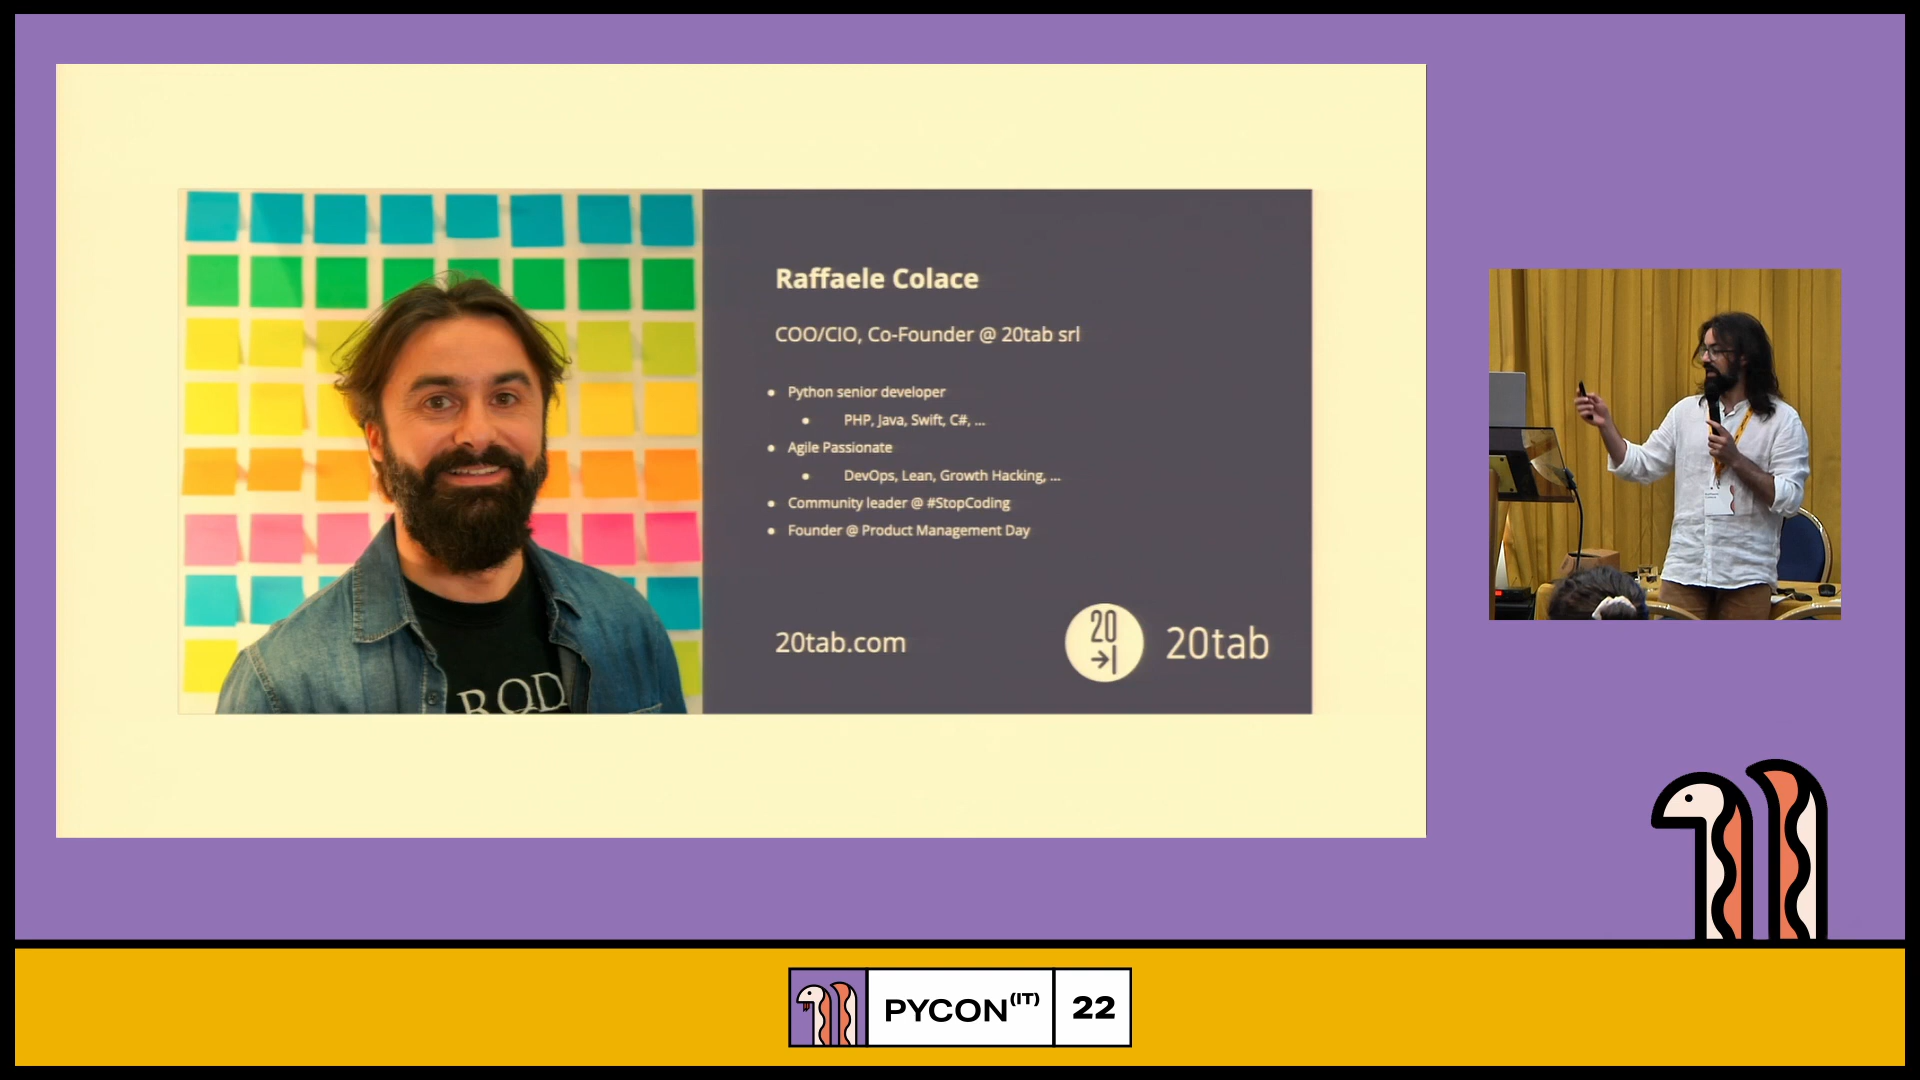 Raffaele Colace
COO/CIO, Co-Founder @ 20tab srl
• Python senior developer
• PHP, Java, Swift, C#, ...
• Agile Passionate
• DevOps, Lean, Growth Hacking, ...
• Community leader @ #StopCoding
• Founder @ Product Management Day
20tab.com
20
20tab
ROD
PYCON(IT) 22